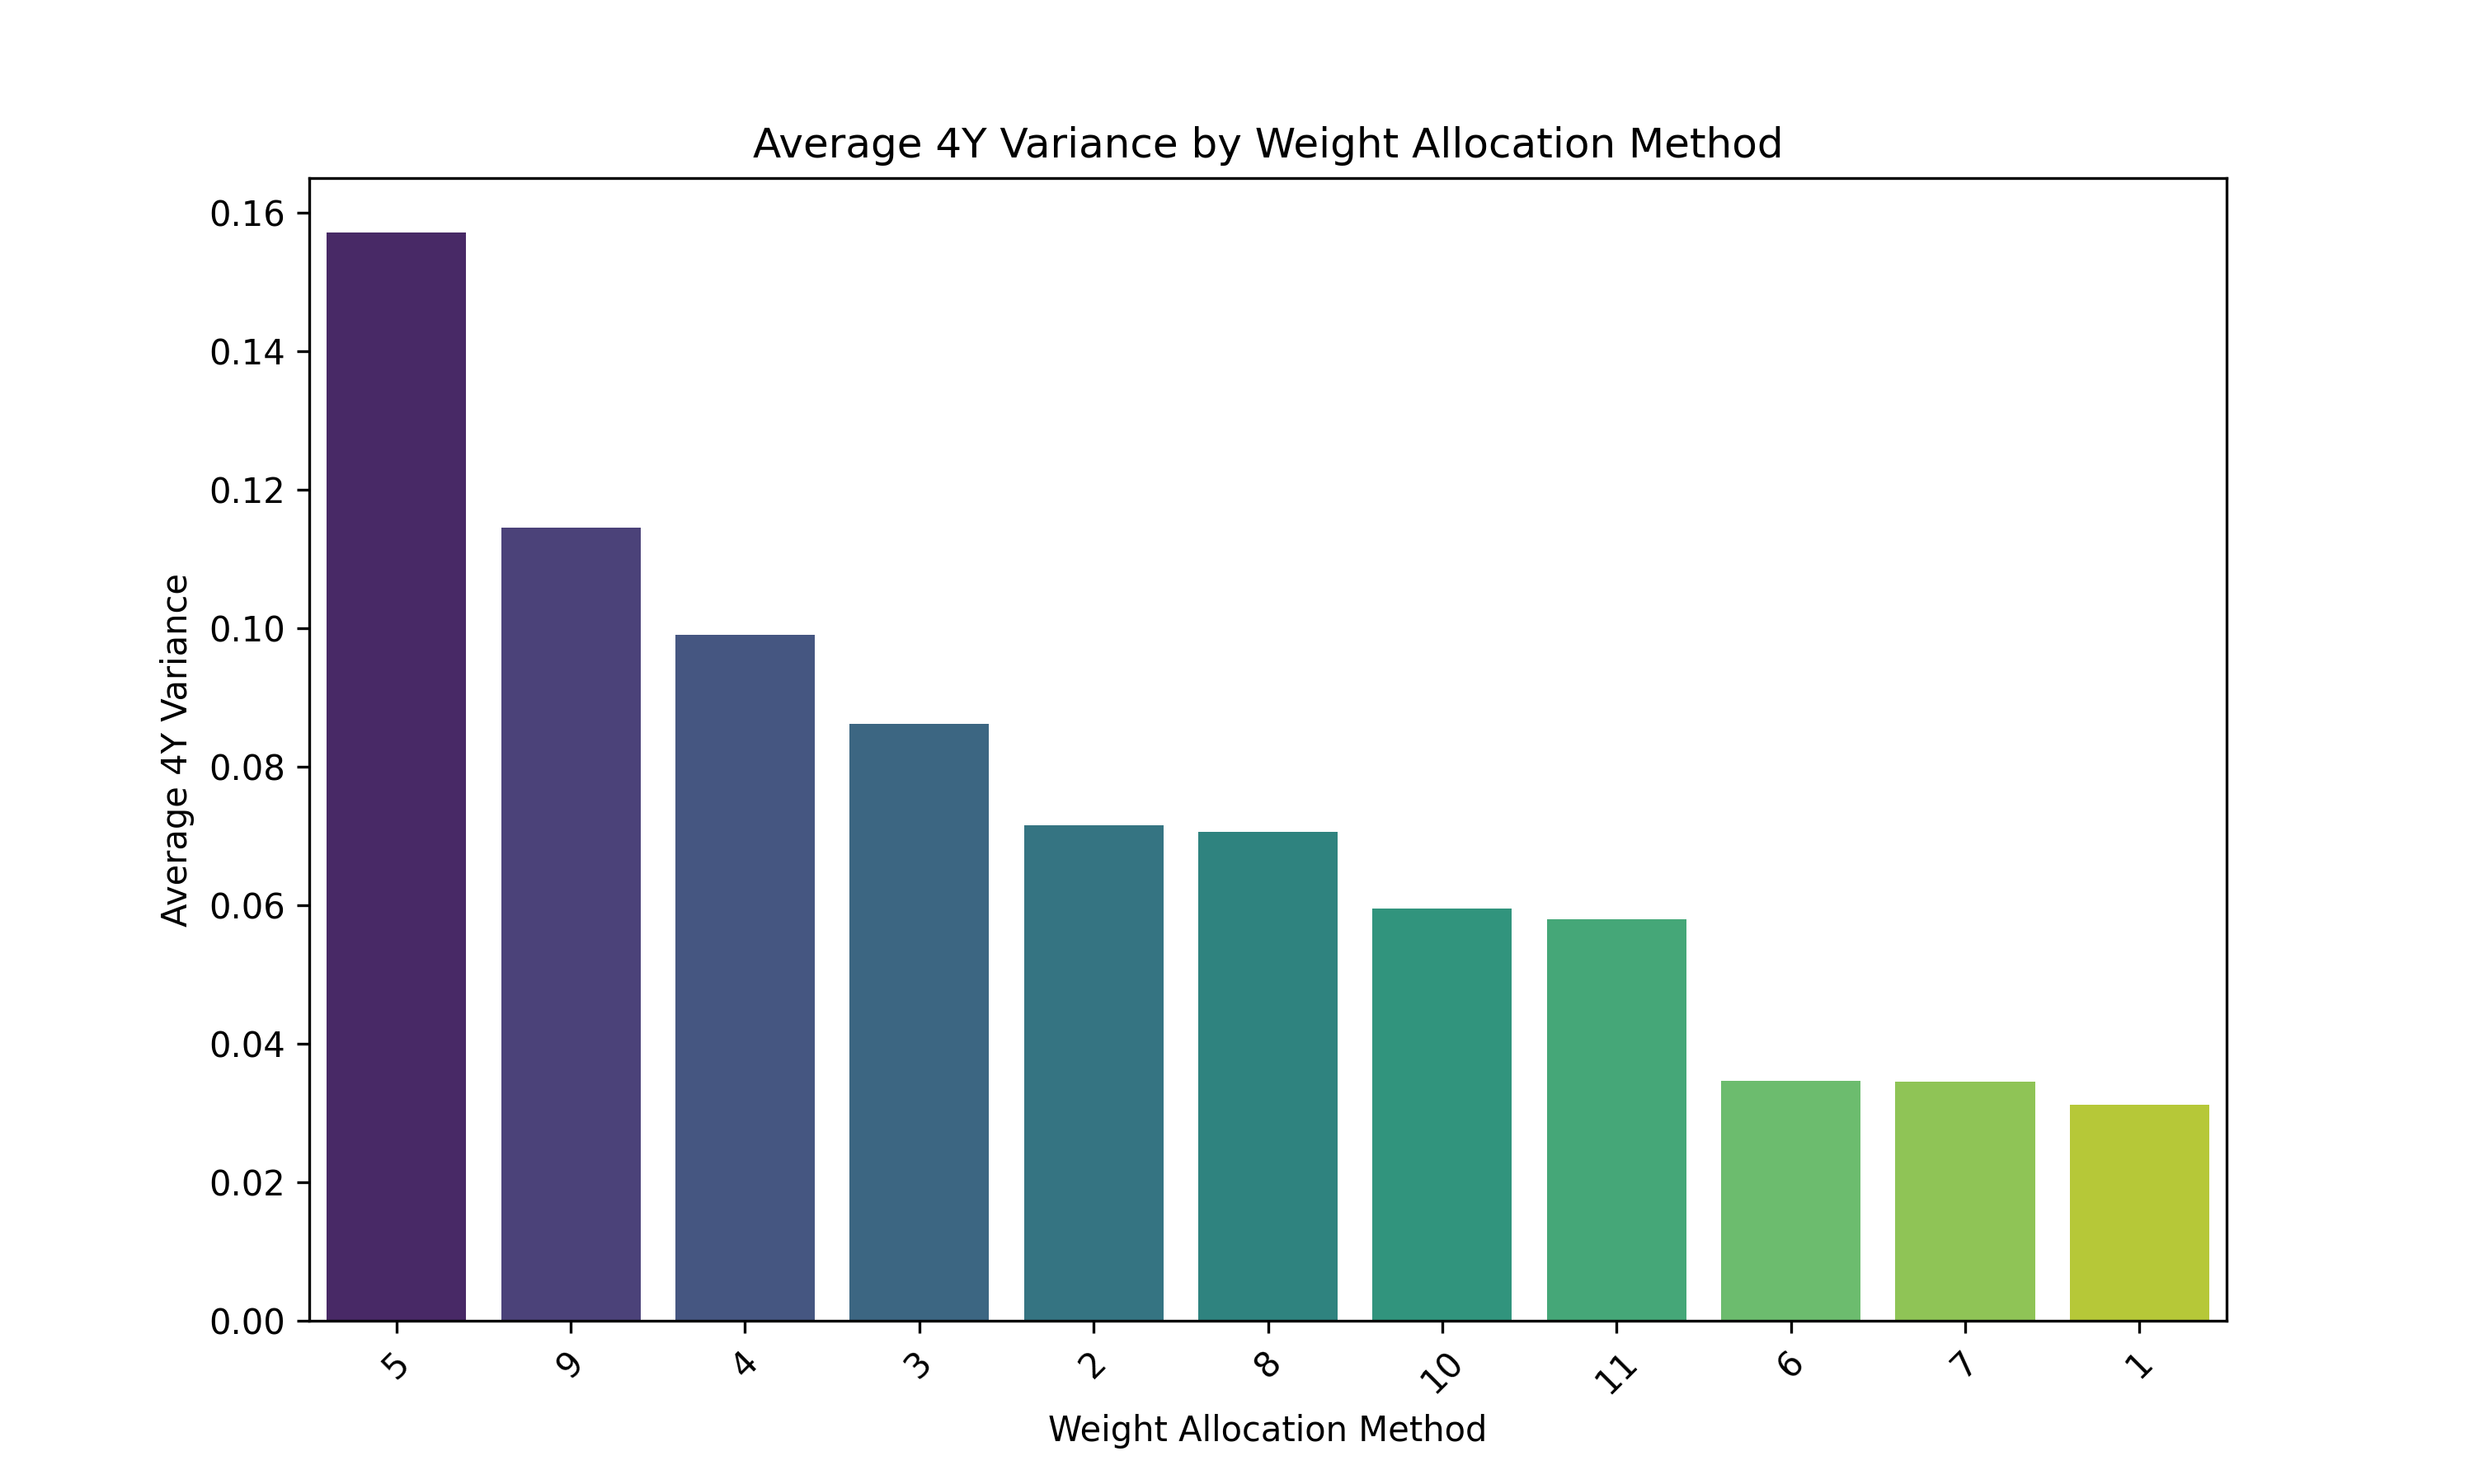 Average 4Y Variance by Weight Allocation Method
Average 4Y Variance
0.16
0.14
0.12
0.10
0.08
0.06
0.04
0.02
0.00
5 9 4 3 2 8 10 11 6 7 1
Weight Allocation Method